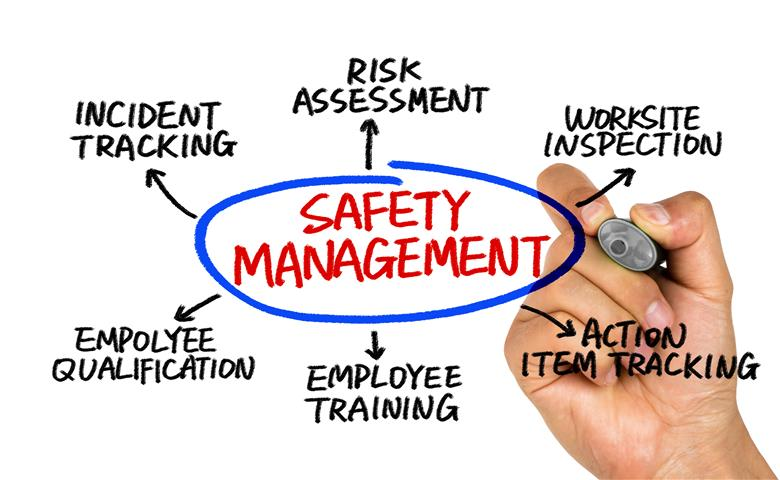 RISK
ASSESSMENT
INCIDENT
TRACKING
WORKSITE
INSPECTION
SAFETY
MANAGEMENT
EMPOLYEE
QUALIFICATION
EMPLOYEE
TRAINING
ACTION
ITEM TRACKING